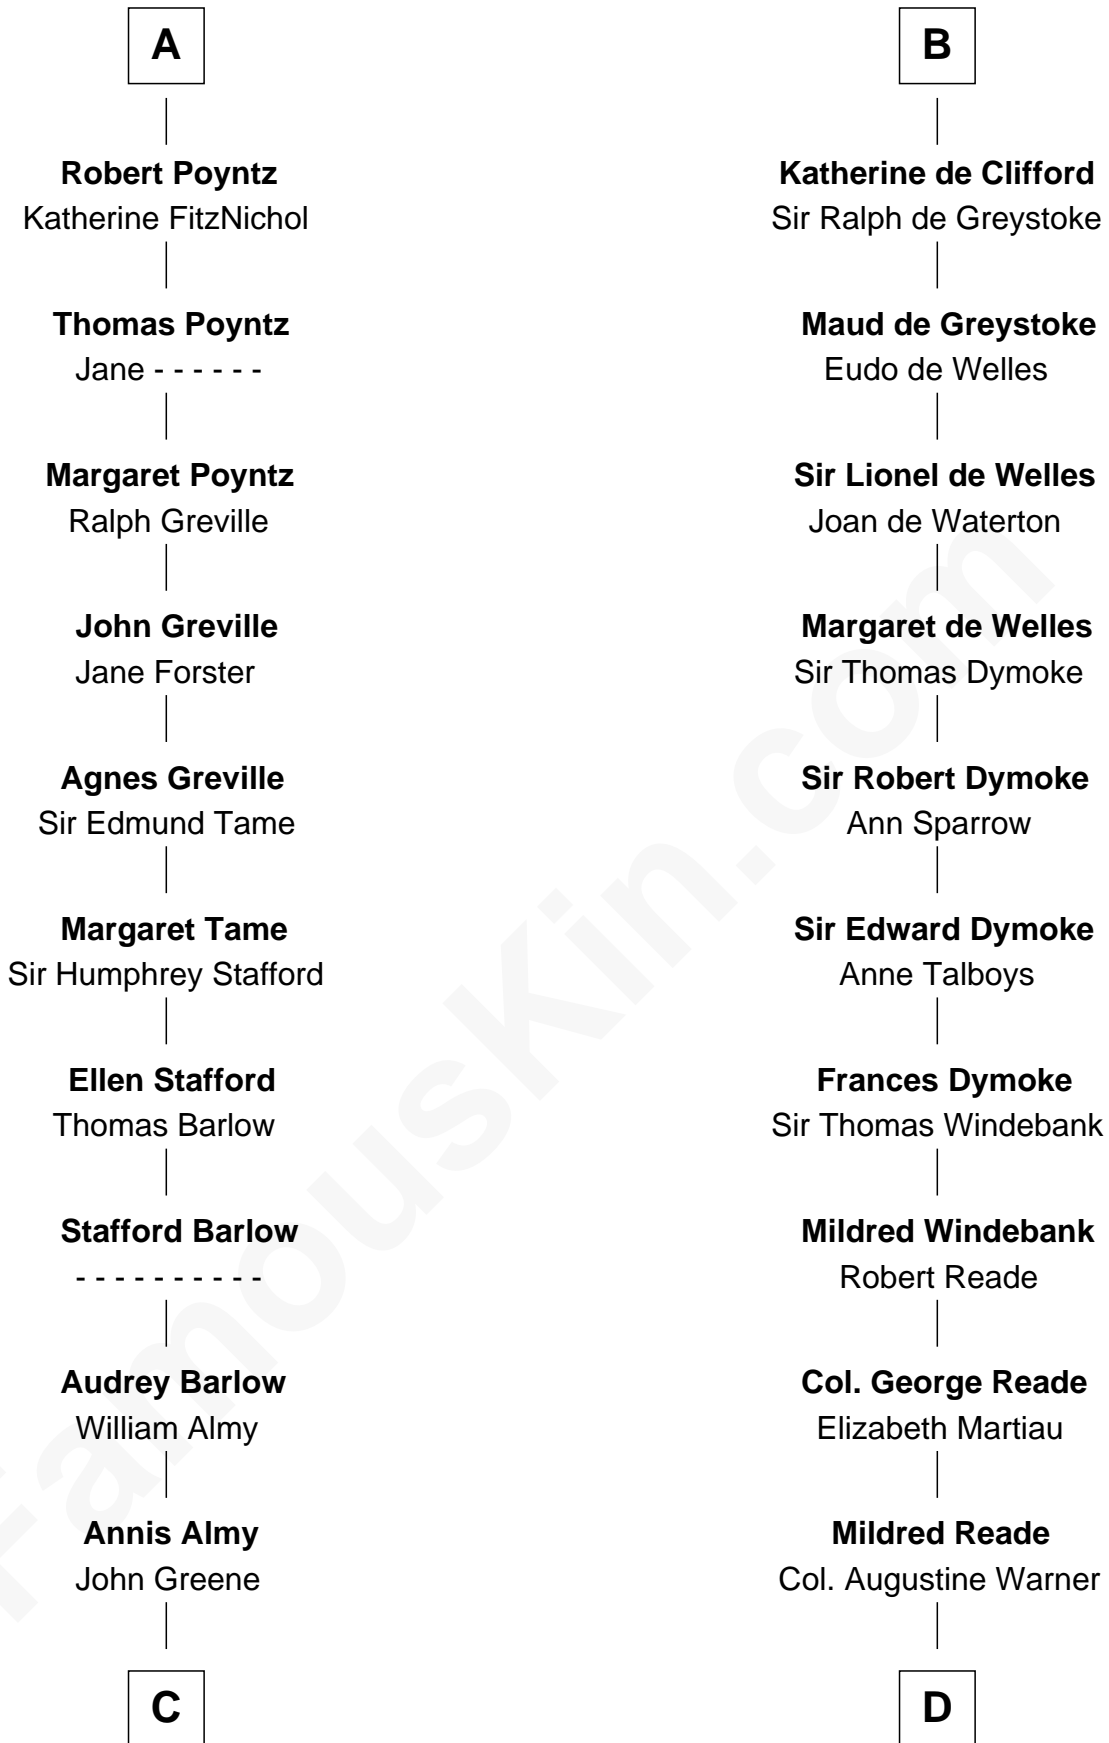 A
Robert Poyntz
Katherine FitzNichol
Thomas Poyntz
Jane - - - - - -
Margaret Poyntz
Ralph Greville
John Greville
Jane Forster
Agnes Greville
Sir Edmund Tame
Margaret Tame
Sir Humphrey Stafford
Ellen Stafford
Thomas Barlow
Stafford Barlow
- - - - - - - - - -
Audrey Barlow
William Almy
Annis Almy
John Greene
C
B
Katherine de Clifford
Sir Ralph de Greystoke
Maud de Greystoke
Eudo de Welles
Sir Lionel de Welles
Joan de Waterton
Margaret de Welles
Sir Thomas Dymoke
Sir Robert Dymoke
Ann Sparrow
Sir Edward Dymoke
Anne Talboys
Frances Dymoke
Sir Thomas Windebank
Mildred Windebank
Robert Reade
Col. George Reade
Elizabeth Martiau
Mildred Reade
Col. Augustine Warner
D
FamousKin.com